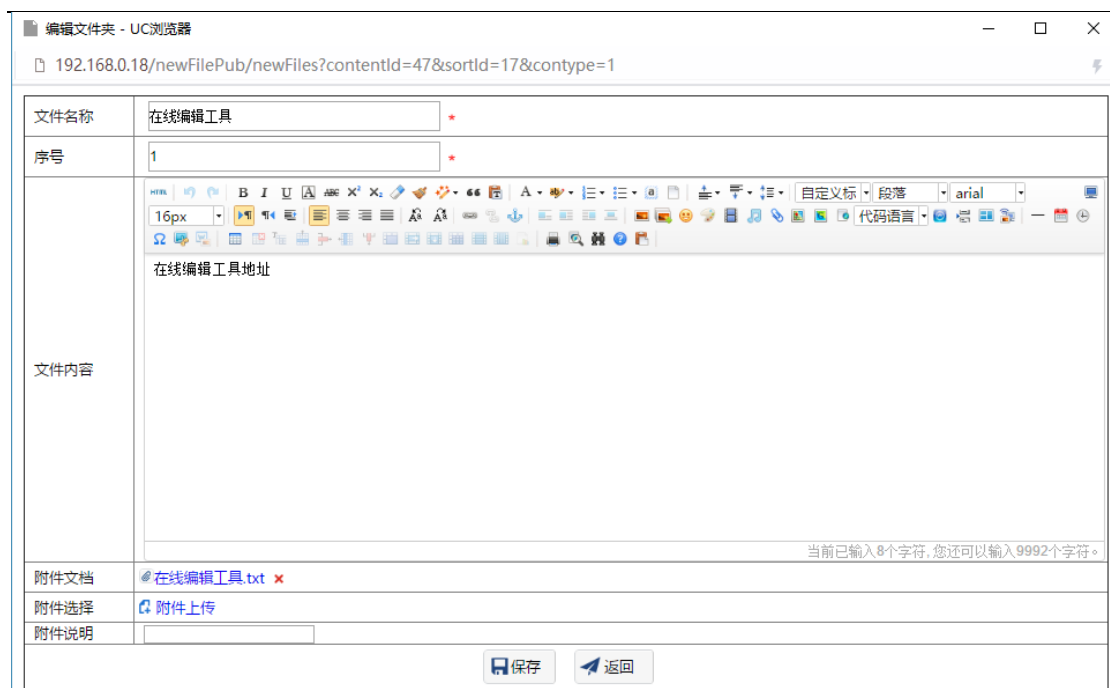 编辑文件夹 - UC浏览器
192.168.0.18/newFilePub/newFiles?contentId=47&sortId=17&contype=1
文件名称 在线编辑工具 *
序号 1 *
HTML B I U A ABC X² X₂ A 自定义标 段落 arial
16px 代码语言
Ω
文件内容 在线编辑工具地址
当前已输入8个字符, 您还可以输入9992个字符。
附件文档 在线编辑工具.txt
附件选择 附件上传
附件说明
保存 返回